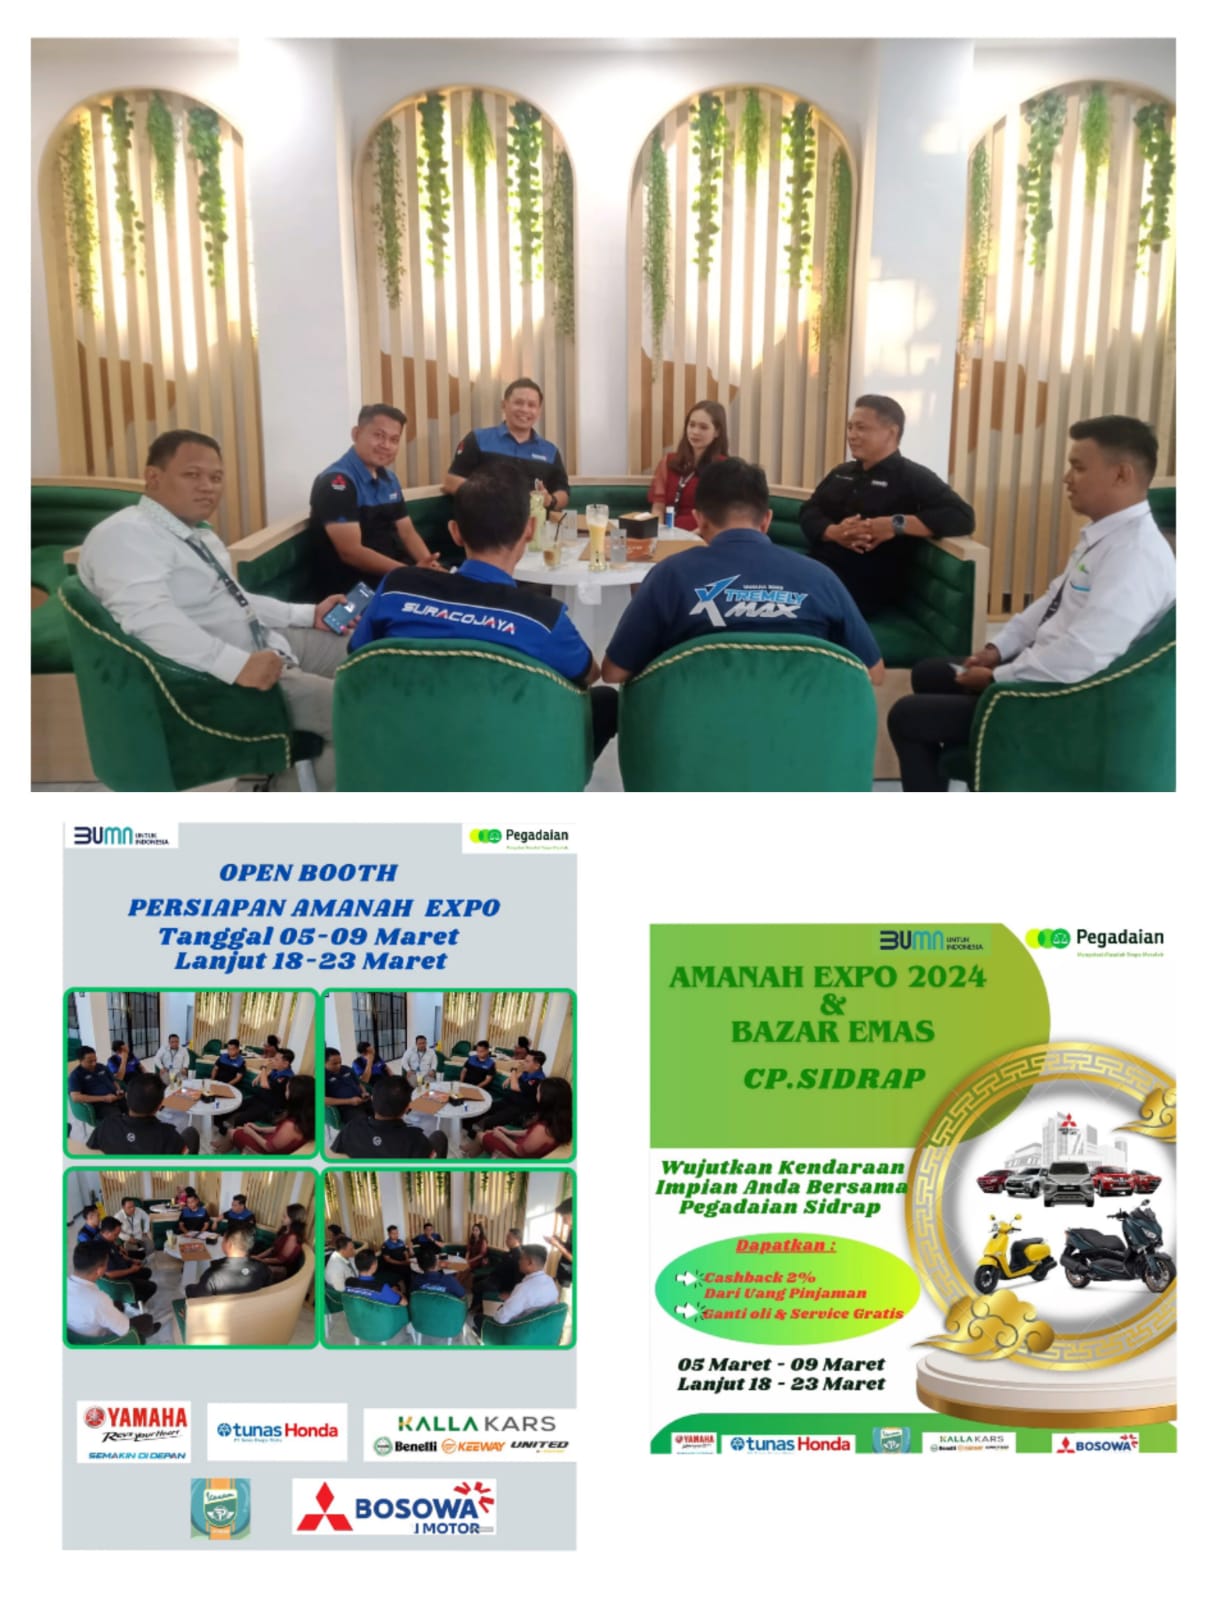 SURACOJAYA
XTREMELY
MAX
BUMN UNTUK
INDONESIA
Pegadaian
OPEN BOOTH
PERSIAPAN AMANAH EXPO
Tanggal 05-09 Maret
Lanjut 18-23 Maret
YAMAHA
Revs Your Heart
SEMAKIN DI DEPAN
tunas Honda
KALLA KARS
Benelli KEEWAY UNITED
BOSOWA
MOTOR
BUMN UNTUK
INDONESIA
Pegadaian
AMANAH EXPO 2024
&
BAZAR EMAS
CP.SIDRAP
Wujutkan Kendaraan
Impian Anda Bersama
Pegadaian Sidrap
Dapatkan :
Cashback 2%
Dari Uang Pinjaman
Ganti oli & Service Gratis
05 Maret - 09 Maret
Lanjut 18 - 23 Maret
YAMAHA
tunas Honda
KALLA KARS
BOSOWA